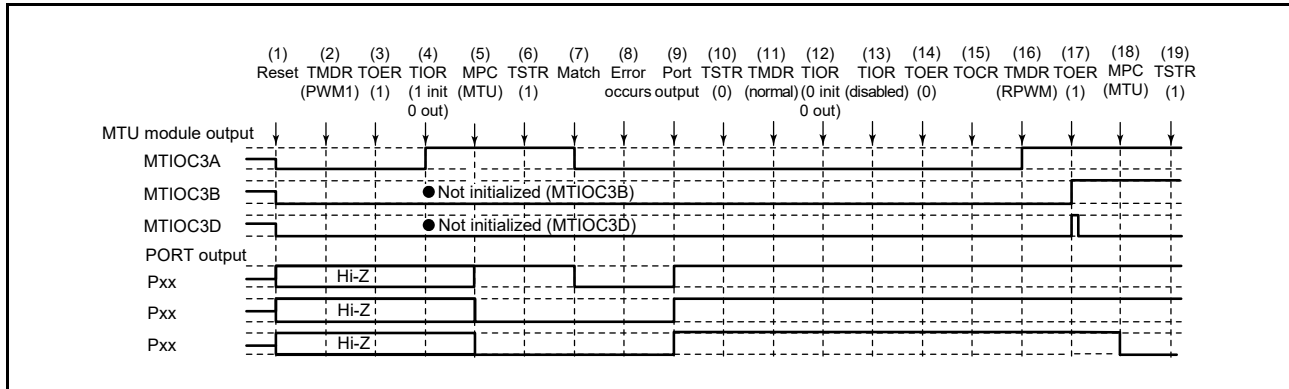 (1) (2) (3) (4) (5) (6) (7) (8) (9) (10) (11) (12) (13) (14) (15) (16) (17) (18) (19)
Reset TMDR TOER TIOR MPC TSTR Match Error Port TSTR TMDR TIOR TIOR TOER TOCR TMDR TOER MPC TSTR
(PWM1) (1) (1 init (MTU) (1) occurs output (0) (normal) (0 init (disabled) (0) (RPWM) (1) (MTU) (1)
0 out) 0 out)
MTU module output
MTIOC3A
MTIOC3B ● Not initialized (MTIOC3B)
MTIOC3D ● Not initialized (MTIOC3D)
PORT output
Pxx Hi-Z
Pxx Hi-Z
Pxx Hi-Z